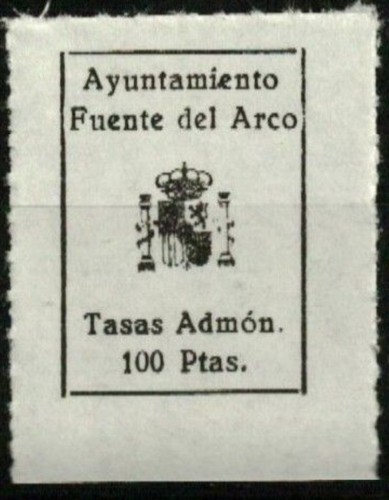 Ayuntamiento
Fuente del Arco
Tasas Admón.
100 Ptas.